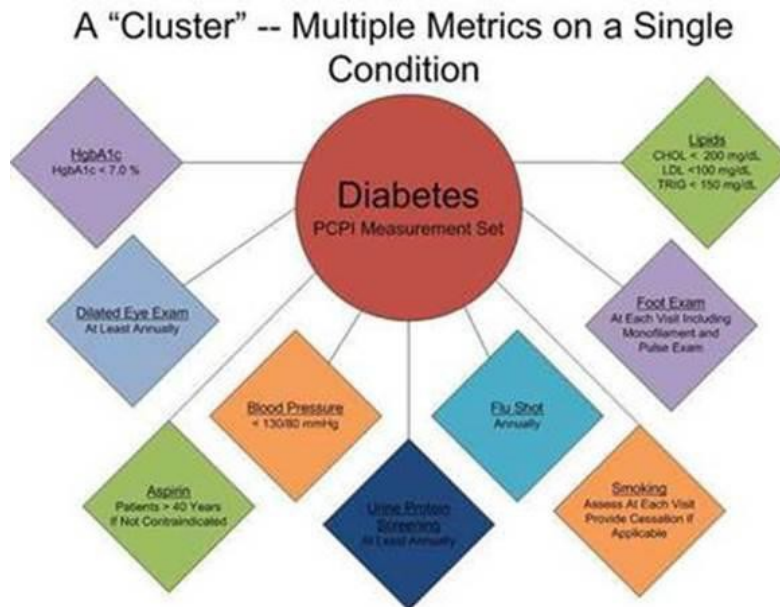 A "Cluster" -- Multiple Metrics on a Single
Condition
HgbA1c
HgbA1c < 7.0 %
Diabetes
PCPI Measurement Set
Lipids
CHOL < 200 mg/dL
LDL <100 mg/dL
TRIG < 150 mg/dL
Dilated Eye Exam
At Least Annually
Foot Exam
At Each Visit Including
Monofilament and
Pulse Exam
Blood Pressure
< 130/80 mmHg
Flu Shot
Annually
Aspirin
Patients > 40 Years
If Not Contraindicated
Urine Protein
Screening
At Least Annually
Smoking
Assess At Each Visit
Provide Cessation If
Applicable